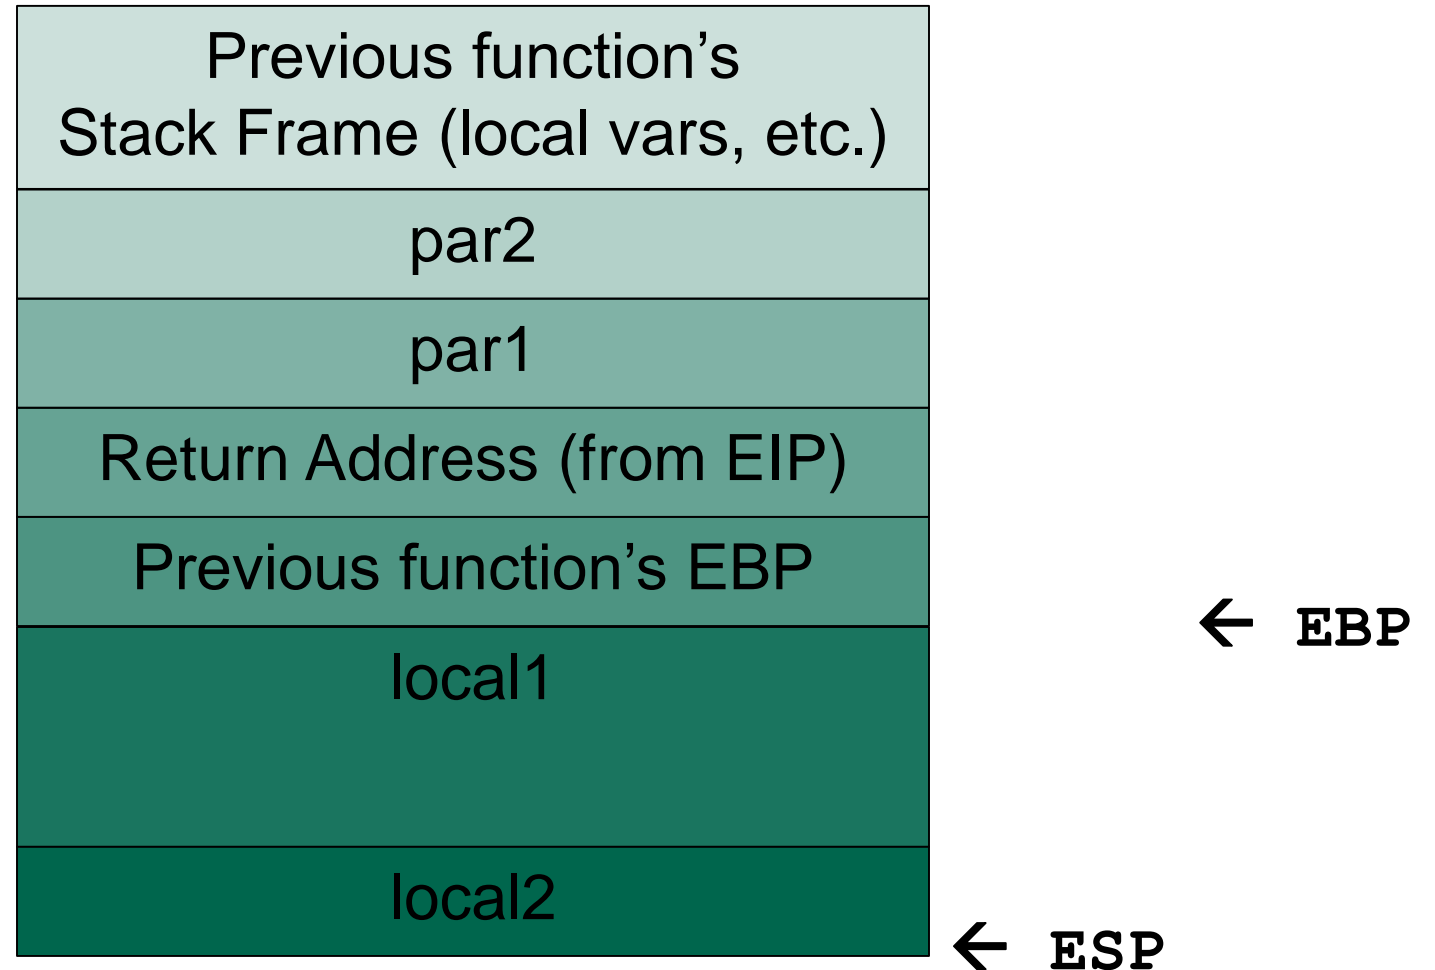 Previous function’s
Stack Frame (local vars, etc.)
par2
par1
Return Address (from EIP)
Previous function’s EBP
← EBP
local1
local2
← ESP